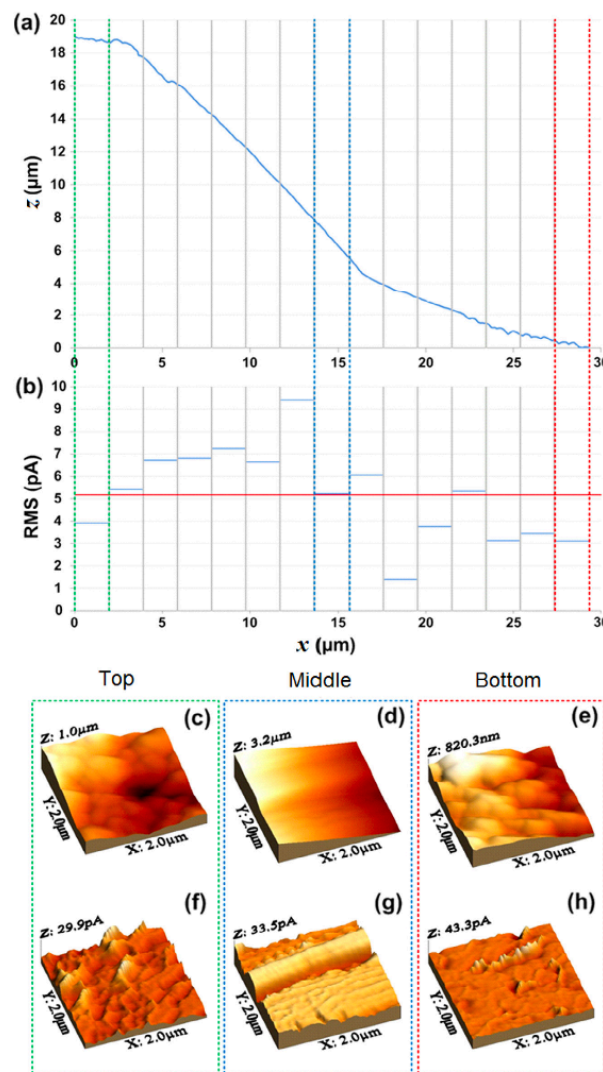 (a)
20
18
16
14
12
10
8
6
4
2
0
z (μm)
0 5 10 15 20 25 30
(b)
10
9
8
7
6
5
4
3
2
1
0
RMS (pA)
0 5 10 15 20 25 30
x (μm)
Top Middle Bottom
(c)
Z: 1.0μm
Y: 2.0μm
X: 2.0μm
(d)
Z: 3.2μm
Y: 2.0μm
X: 2.0μm
(e)
Z: 820.3nm
Y: 2.0μm
X: 2.0μm
(f)
Z: 29.9pA
Y: 2.0μm
X: 2.0μm
(g)
Z: 33.5pA
Y: 2.0μm
X: 2.0μm
(h)
Z: 43.3pA
Y: 2.0μm
X: 2.0μm